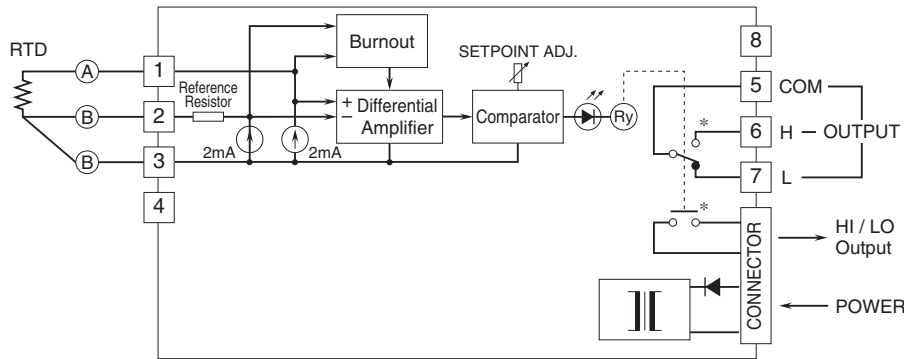 RTD
A
B
B
1
2
3
4
Reference
Resistor
2mA
2mA
Burnout
+
−
Differential
Amplifier
SETPOINT ADJ.
Comparator
Ry
8
5
COM
6
H
OUTPUT
7
L
*
*
CONNECTOR
HI / LO
Output
POWER